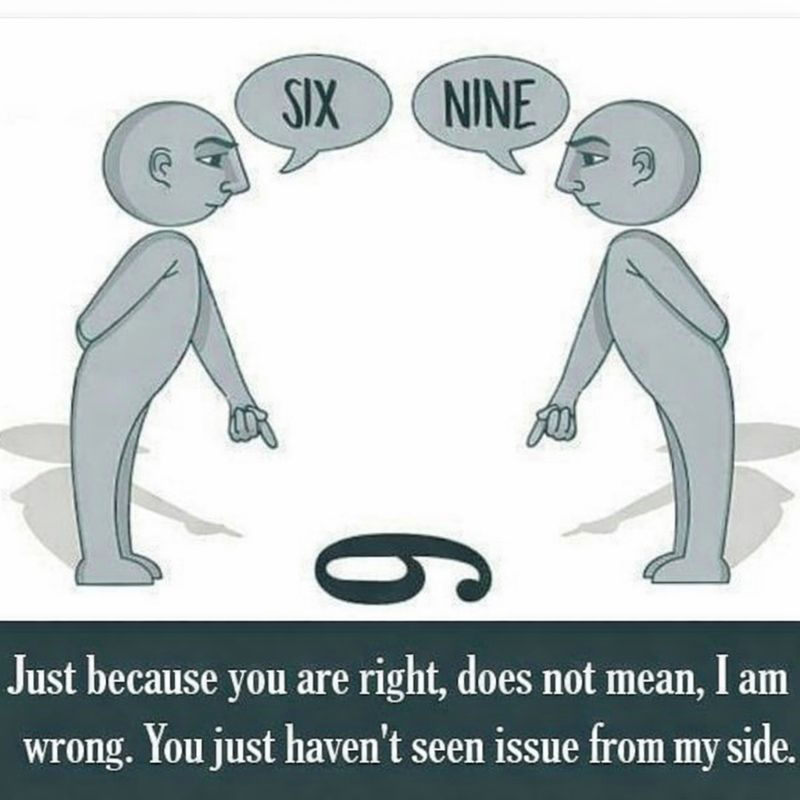 SIX
NINE
Just because you are right, does not mean, I am
wrong. You just haven't seen issue from my side.